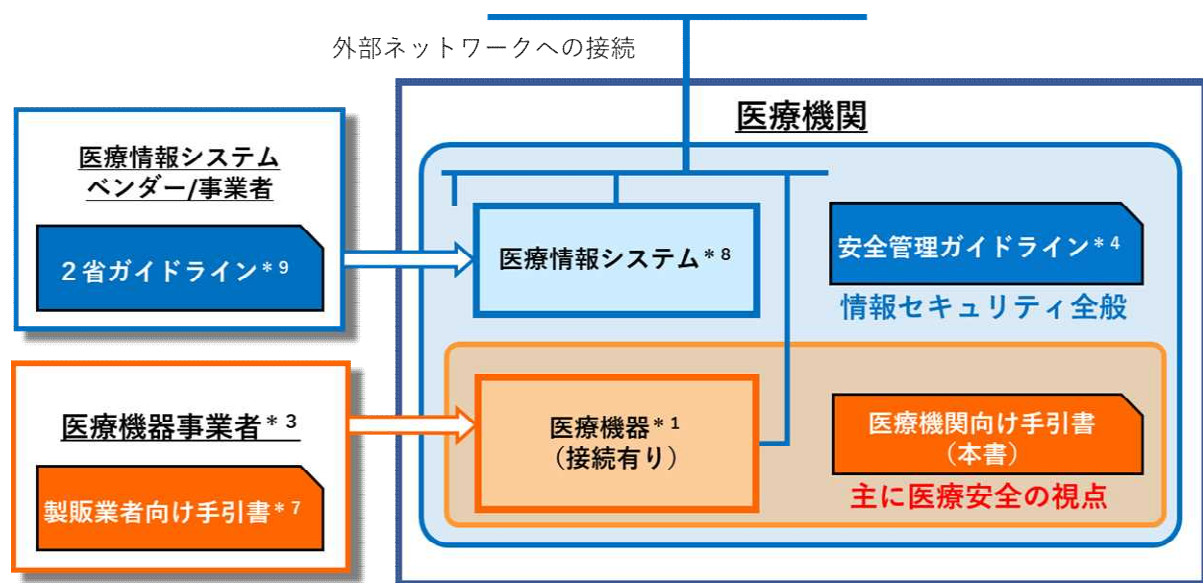 外部ネットワークへの接続
医療機関
医療情報システム
ベンダー/事業者
2省ガイドライン*9
医療情報システム*8
安全管理ガイドライン*4
情報セキュリティ全般
医療機器事業者*3
製販業者向け手引書*7
医療機器*1
（接続有り）
医療機関向け手引書
（本書）
主に医療安全の視点